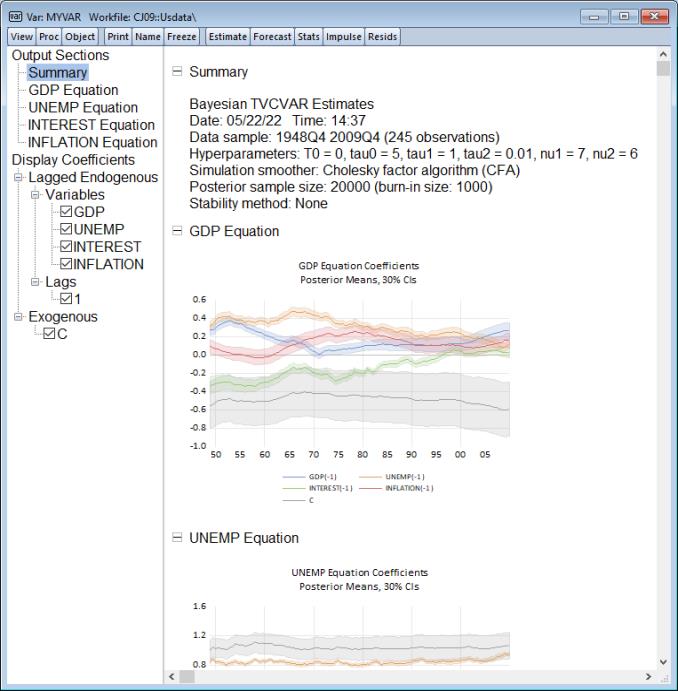 Var: MYVAR   Workfile: CJ09::Usdata\
View Proc Object Print Name Freeze Estimate Forecast Stats Impulse Resids
Output Sections
Summary
GDP Equation
UNEMP Equation
INTEREST Equation
INFLATION Equation
Display Coefficients
Lagged Endogenous
Variables
GDP
UNEMP
INTEREST
INFLATION
Lags
1
Exogenous
C
Summary
Bayesian TVCVAR Estimates
Date: 05/22/22   Time: 14:37
Data sample: 1948Q4 2009Q4 (245 observations)
Hyperparameters: T0 = 0, tau0 = 5, tau1 = 1, tau2 = 0.01, nu1 = 7, nu2 = 6
Simulation smoother: Cholesky factor algorithm (CFA)
Posterior sample size: 20000 (burn-in size: 1000)
Stability method: None
GDP Equation
GDP Equation Coefficients
Posterior Means, 30% CIs
0.6
0.4
0.2
0.0
-0.2
-0.4
-0.6
-0.8
-1.0
50 55 60 65 70 75 80 85 90 95 00 05
GDP(-1) UNEMP(-1)
INTEREST(-1) INFLATION(-1)
C
UNEMP Equation
UNEMP Equation Coefficients
Posterior Means, 30% CIs
1.6
1.2
0.8